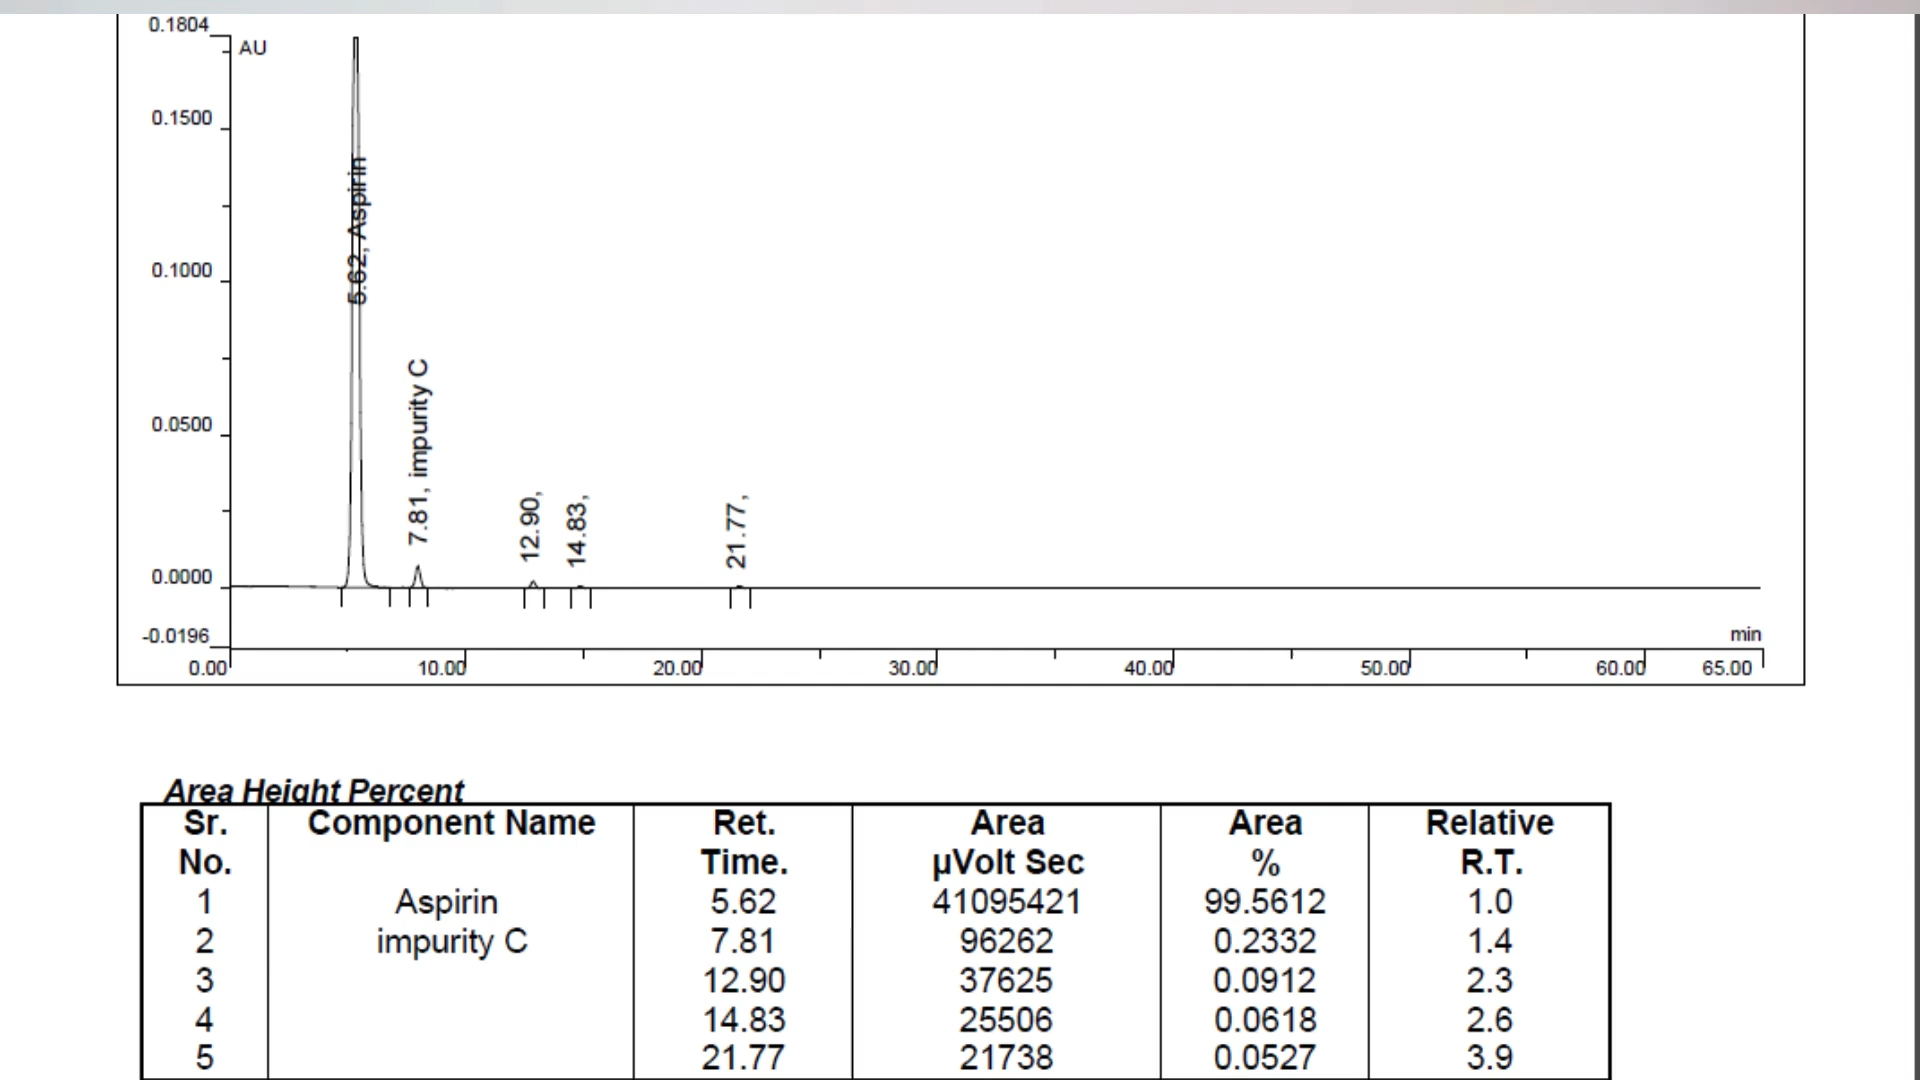 0.1804
AU
0.1500
0.1000
0.0500
0.0000
-0.0196
5.62, Aspirin
7.81, impurity C
12.90,
14.83,
21.77,
min
0.00 10.00 20.00 30.00 40.00 50.00 60.00 65.00
Area Height Percent
Sr. No. Component Name Ret. Time. Area µVolt Sec Area % Relative R.T.
1 Aspirin 5.62 41095421 99.5612 1.0
2 impurity C 7.81 96262 0.2332 1.4
3 12.90 37625 0.0912 2.3
4 14.83 25506 0.0618 2.6
5 21.77 21738 0.0527 3.9